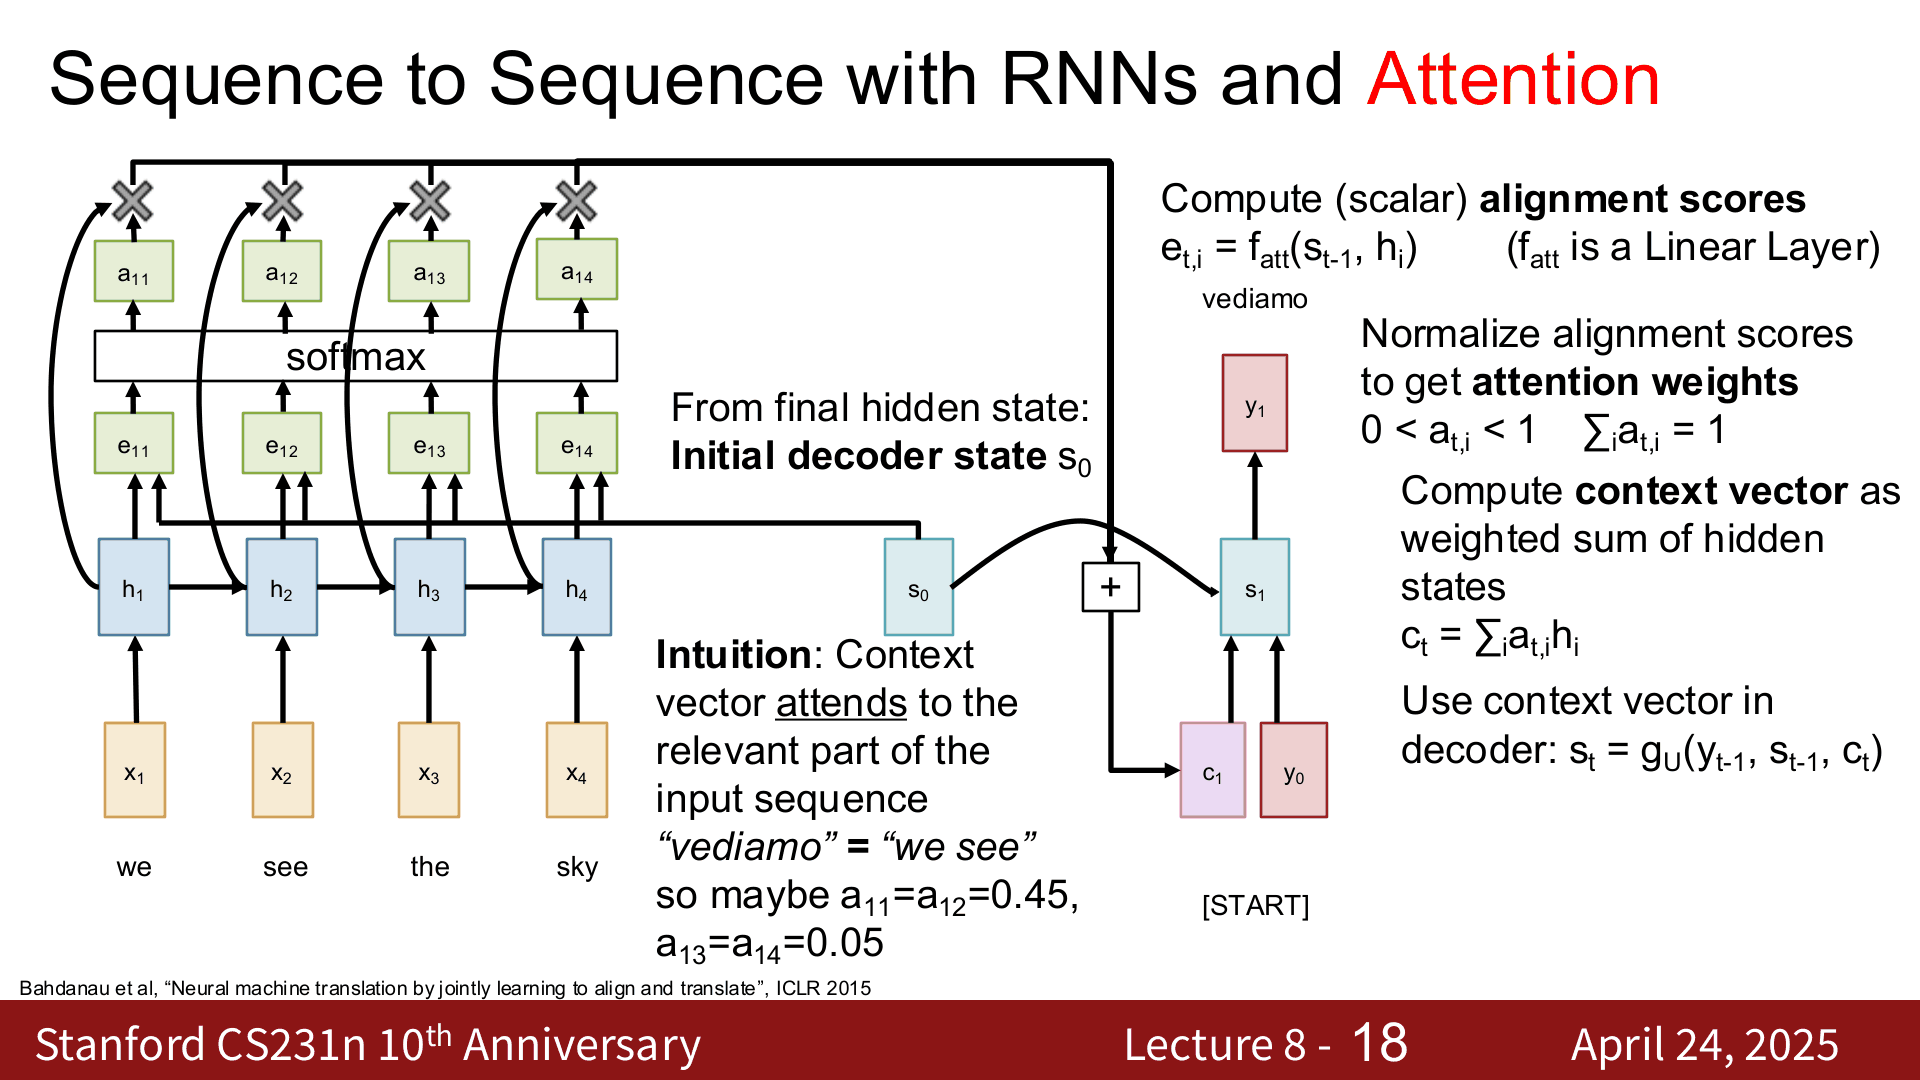 Sequence to Sequence with RNNs and Attention
a11 a12 a13 a14
softmax
e11 e12 e13 e14
h1 h2 h3 h4
x1 x2 x3 x4
we see the sky
From final hidden state:
Initial decoder state s0
s0
+
s1
y1
vediamo
c1 y0
[START]
Intuition: Context
vector attends to the
relevant part of the
input sequence
“vediamo” = “we see”
so maybe a11=a12=0.45,
a13=a14=0.05
Compute (scalar) alignment scores
et,i = fatt(st-1, hi) (fatt is a Linear Layer)
Normalize alignment scores
to get attention weights
0 < at,i < 1 ∑iat,i = 1
Compute context vector as
weighted sum of hidden
states
ct = ∑iat,ihi
Use context vector in
decoder: st = gU(yt-1, st-1, ct)
Bahdanau et al, “Neural machine translation by jointly learning to align and translate”, ICLR 2015
Stanford CS231n 10th Anniversary
Lecture 8 - 18
April 24, 2025